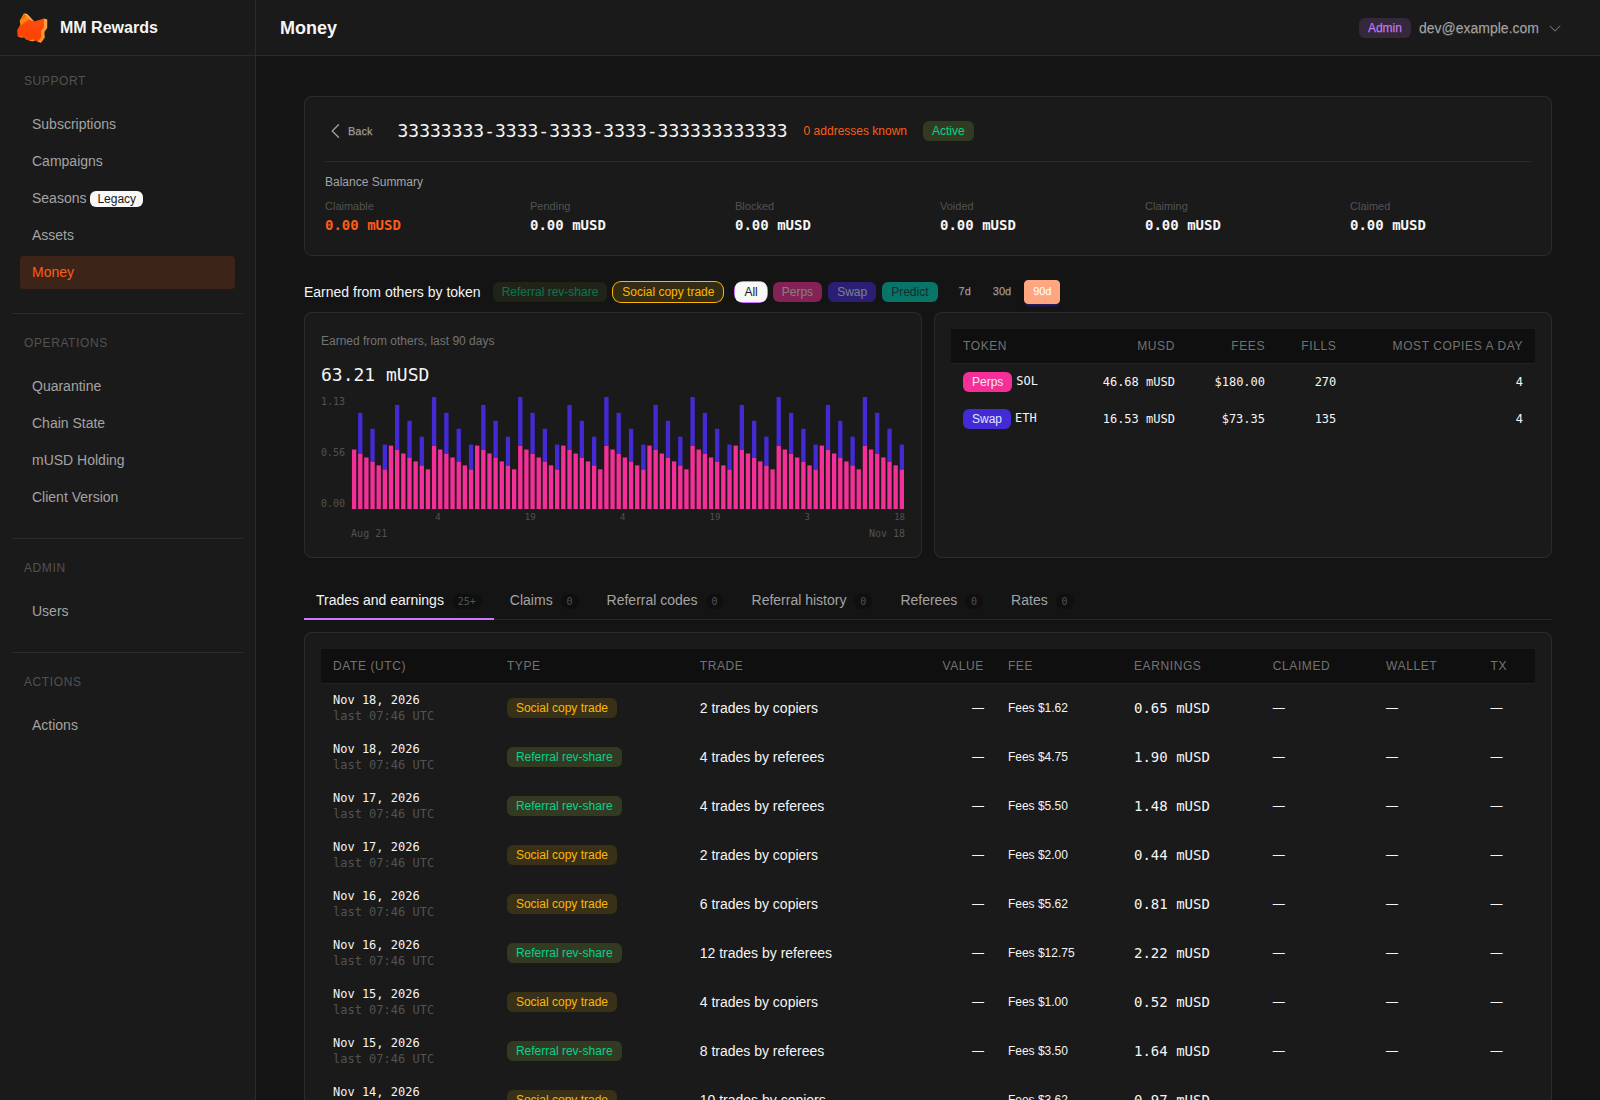 MM Rewards
Money
Admin dev@example.com
SUPPORT
Subscriptions
Campaigns
Seasons Legacy
Assets
Money
OPERATIONS
Quarantine
Chain State
mUSD Holding
Client Version
ADMIN
Users
ACTIONS
Actions
Back 33333333-3333-3333-3333-333333333333 0 addresses known Active
Balance Summary
Claimable Pending Blocked Voided Claiming Claimed
0.00 mUSD 0.00 mUSD 0.00 mUSD 0.00 mUSD 0.00 mUSD 0.00 mUSD
Earned from others by token Referral rev-share Social copy trade All Perps Swap Predict 7d 30d 90d
Earned from others, last 90 days
63.21 mUSD
1.13
0.56
0.00
4 19 4 19 3 18
Aug 21 Nov 18
TOKEN MUSD FEES FILLS MOST COPIES A DAY
Perps SOL 46.68 mUSD $180.00 270 4
Swap ETH 16.53 mUSD $73.35 135 4
Trades and earnings 25+ Claims 0 Referral codes 0 Referral history 0 Referees 0 Rates 0
DATE (UTC) TYPE TRADE VALUE FEE EARNINGS CLAIMED WALLET TX
Nov 18, 2026
last 07:46 UTC
Social copy trade 2 trades by copiers — Fees $1.62 0.65 mUSD — — —
Nov 18, 2026
last 07:46 UTC
Referral rev-share 4 trades by referees — Fees $4.75 1.90 mUSD — — —
Nov 17, 2026
last 07:46 UTC
Referral rev-share 4 trades by referees — Fees $5.50 1.48 mUSD — — —
Nov 17, 2026
last 07:46 UTC
Social copy trade 2 trades by copiers — Fees $2.00 0.44 mUSD — — —
Nov 16, 2026
last 07:46 UTC
Social copy trade 6 trades by copiers — Fees $5.62 0.81 mUSD — — —
Nov 16, 2026
last 07:46 UTC
Referral rev-share 12 trades by referees — Fees $12.75 2.22 mUSD — — —
Nov 15, 2026
last 07:46 UTC
Social copy trade 4 trades by copiers — Fees $1.00 0.52 mUSD — — —
Nov 15, 2026
last 07:46 UTC
Referral rev-share 8 trades by referees — Fees $3.50 1.64 mUSD — — —
Nov 14, 2026
Social copy trade 10 trades by copiers Fees $3.62 0.97 mUSD